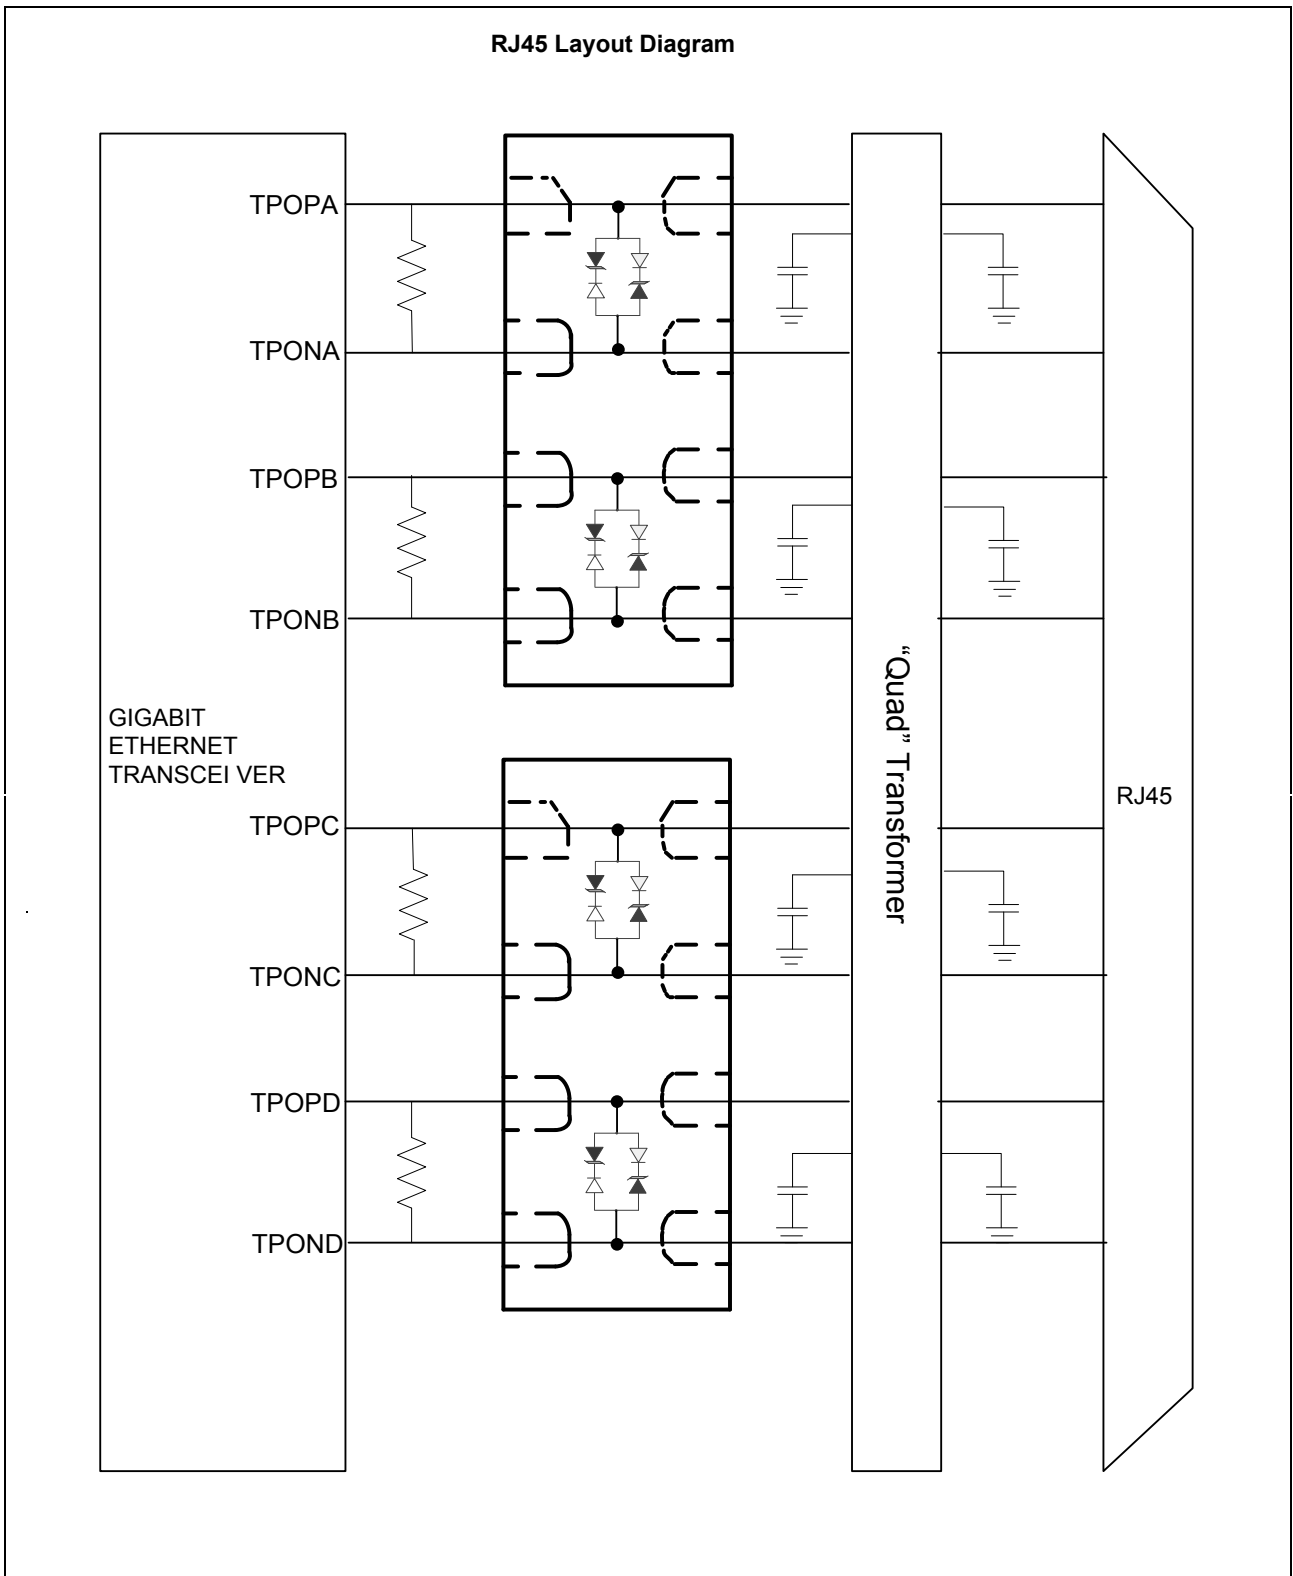 RJ45 Layout Diagram
TPOPA
TPONA
TPOPB
TPONB
GIGABIT
ETHERNET
TRANSCEI VER
TPOPC
TPONC
TPOPD
TPOND
"Quad" Transformer
RJ45